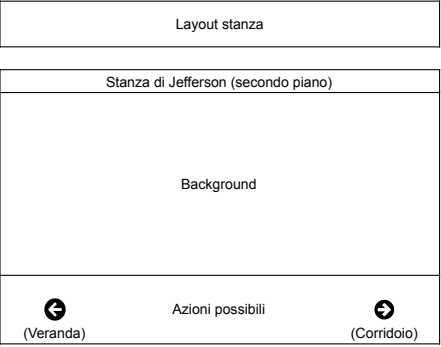 Layout stanza
Stanza di Jefferson (secondo piano)
Background
Azioni possibili
(Veranda) (Corridoio)